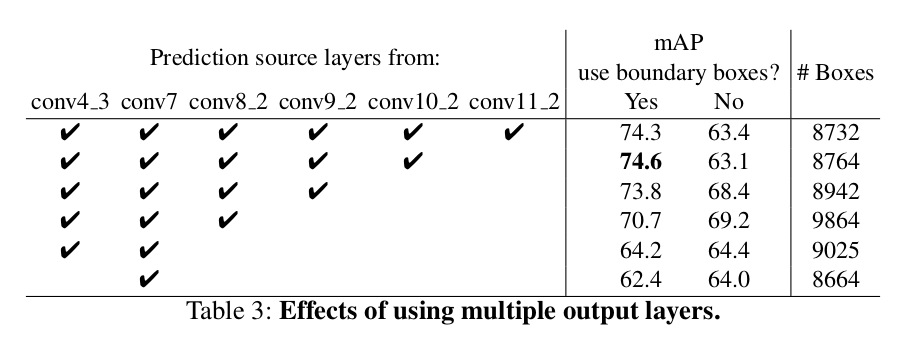 Prediction source layers from: mAP
use boundary boxes? # Boxes
conv4_3 conv7 conv8_2 conv9_2 conv10_2 conv11_2 Yes No
✔ ✔ ✔ ✔ ✔ ✔ 74.3 63.4 8732
✔ ✔ ✔ ✔ ✔ 74.6 63.1 8764
✔ ✔ ✔ ✔ 73.8 68.4 8942
✔ ✔ ✔ 70.7 69.2 9864
✔ ✔ 64.2 64.4 9025
✔ 62.4 64.0 8664
Table 3: Effects of using multiple output layers.